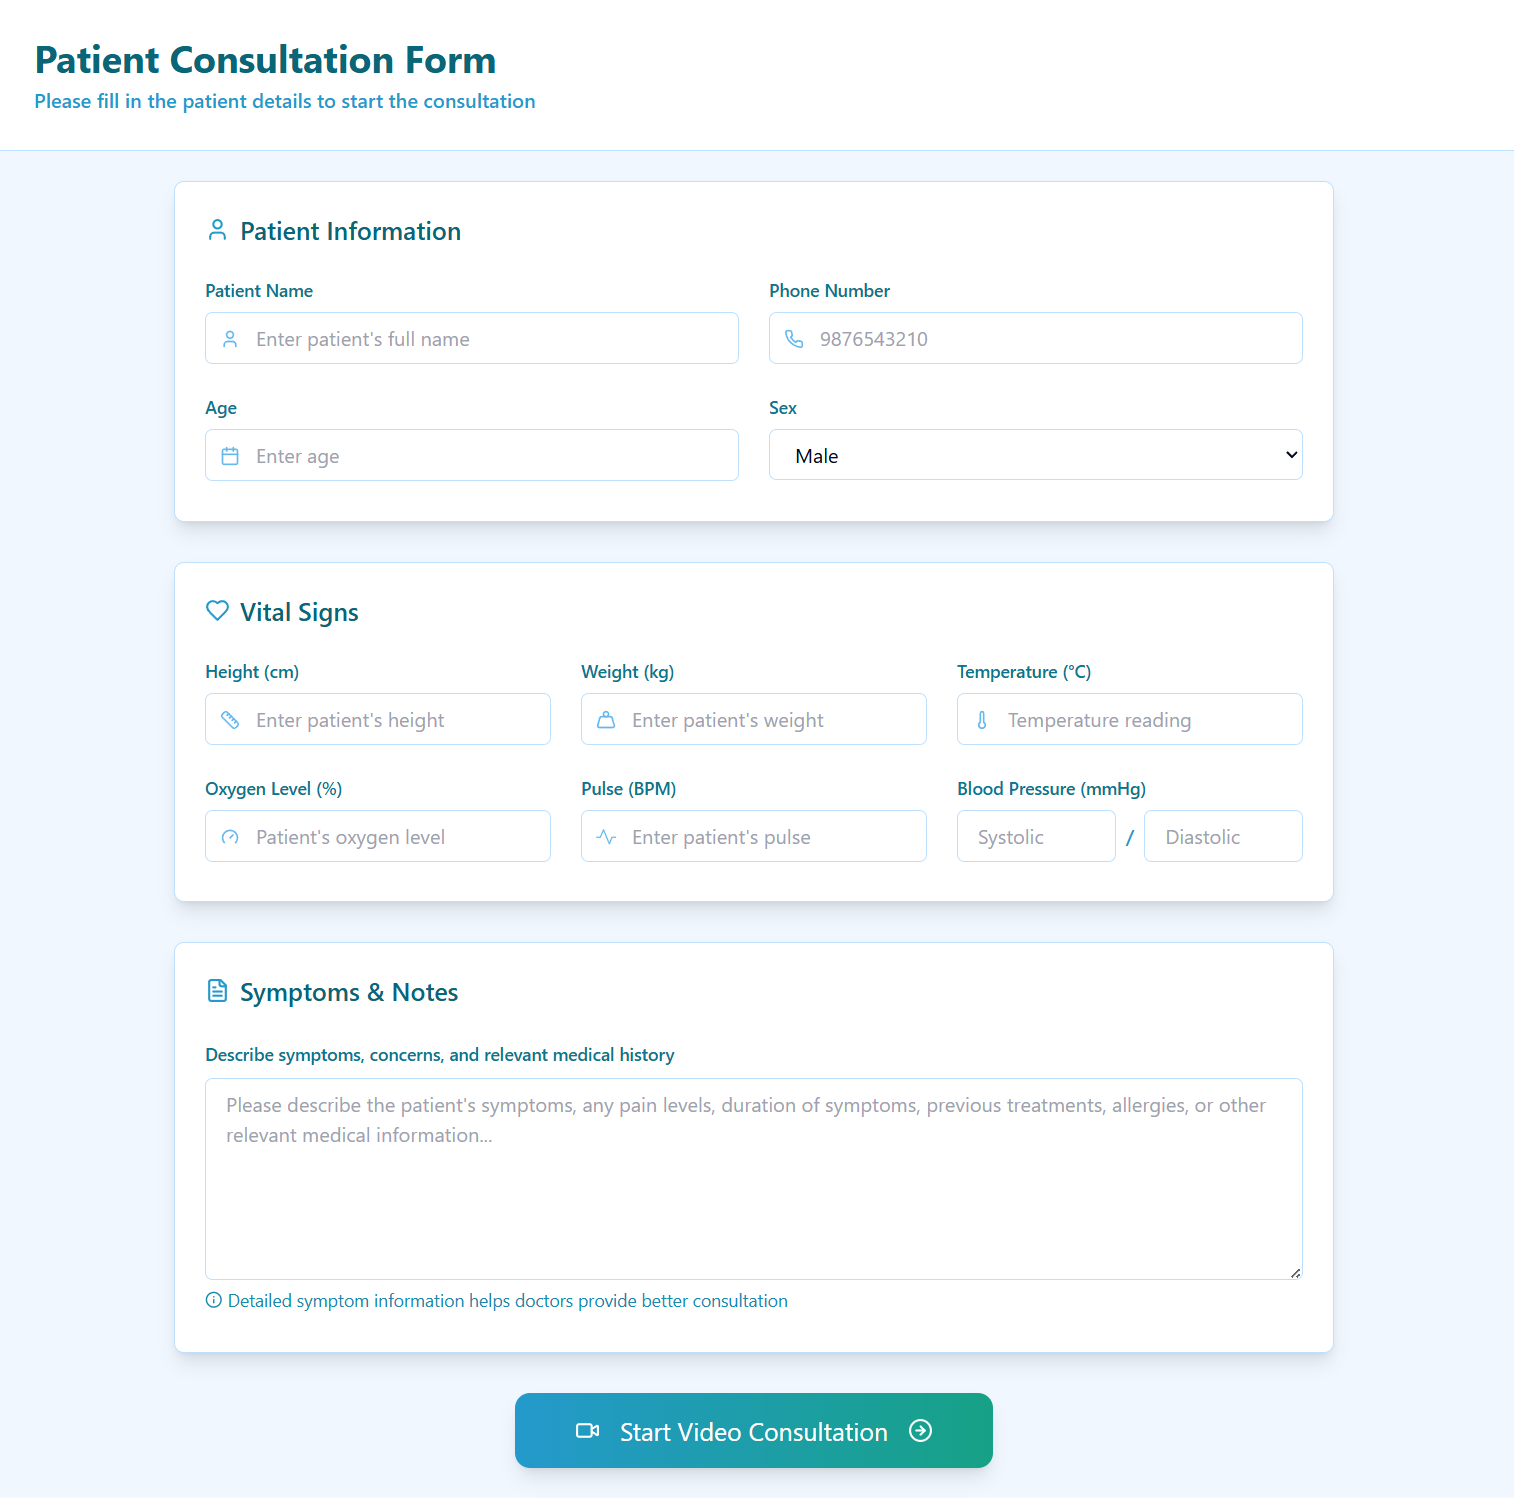 Patient Consultation Form
Please fill in the patient details to start the consultation
Patient Information
Patient Name
Enter patient's full name
Phone Number
9876543210
Age
Enter age
Sex
Male
Vital Signs
Height (cm)
Enter patient's height
Weight (kg)
Enter patient's weight
Temperature (°C)
Temperature reading
Oxygen Level (%)
Patient's oxygen level
Pulse (BPM)
Enter patient's pulse
Blood Pressure (mmHg)
Systolic / Diastolic
Symptoms & Notes
Describe symptoms, concerns, and relevant medical history
Please describe the patient's symptoms, any pain levels, duration of symptoms, previous treatments, allergies, or other
relevant medical information...
Detailed symptom information helps doctors provide better consultation
Start Video Consultation